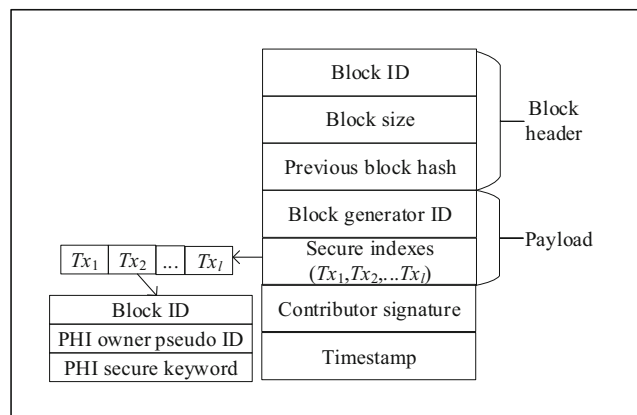 Block ID
Block size
Previous block hash
Block header
Block generator ID
Secure indexes
(Tx1,Tx2,...Txl)
Payload
Contributor signature
Timestamp
Tx1 Tx2 ... Txl
Block ID
PHI owner pseudo ID
PHI secure keyword